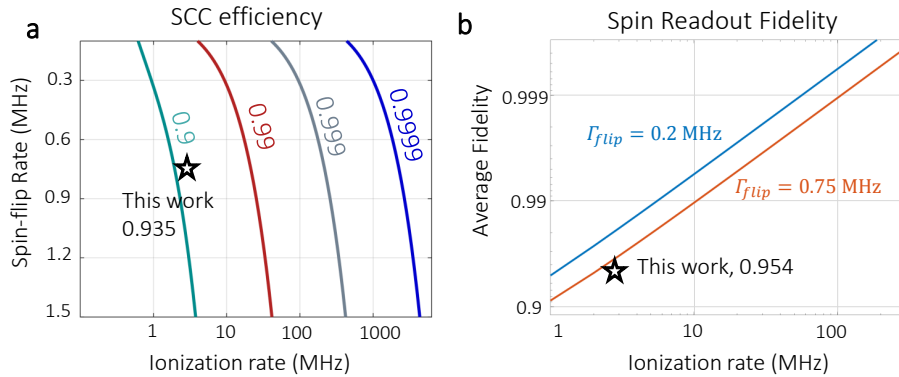 a
SCC efficiency
Spin-flip Rate (MHz)
0.3
0.6
0.9
1.2
1.5
0.9
0.99
0.999
0.9999
This work
0.935
1
10
100
1000
Ionization rate (MHz)
b
Spin Readout Fidelity
Average Fidelity
0.999
0.99
0.9
Γflip = 0.2 MHz
Γflip = 0.75 MHz
This work, 0.954
1
10
100
Ionization rate (MHz)